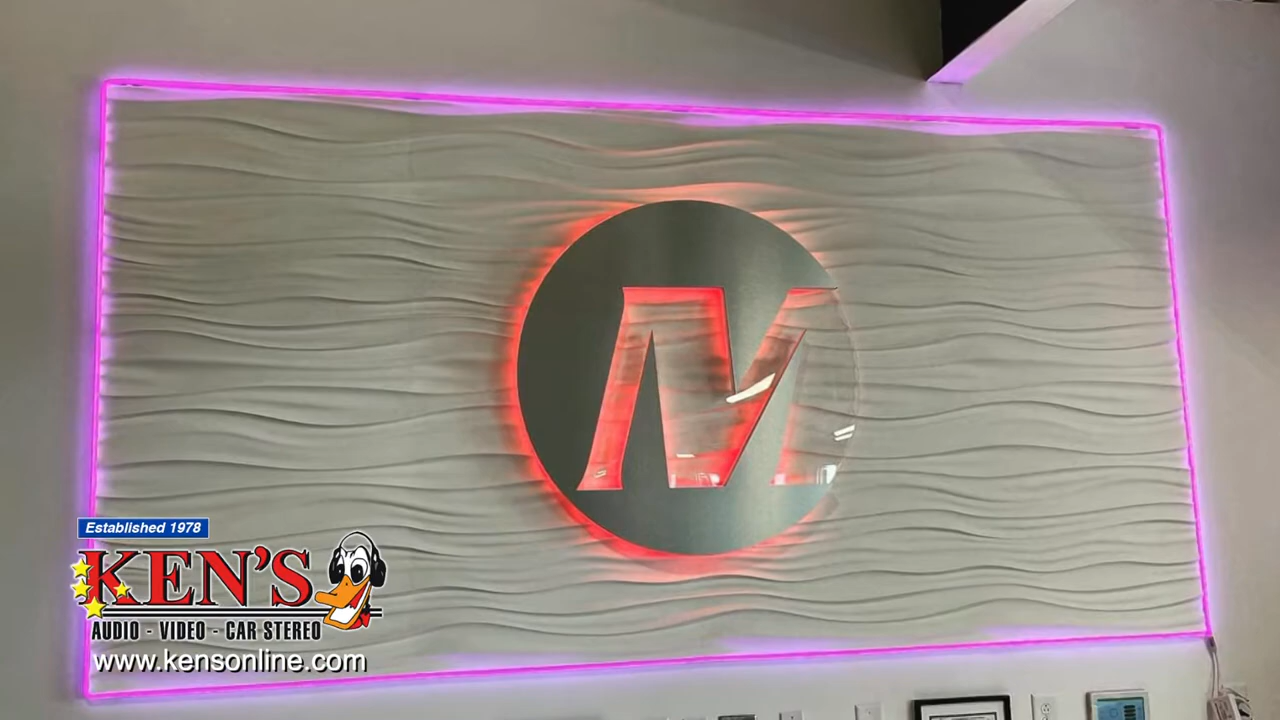 M
Established 1978
KEN'S
AUDIO - VIDEO - CAR STEREO
www.kensonline.com